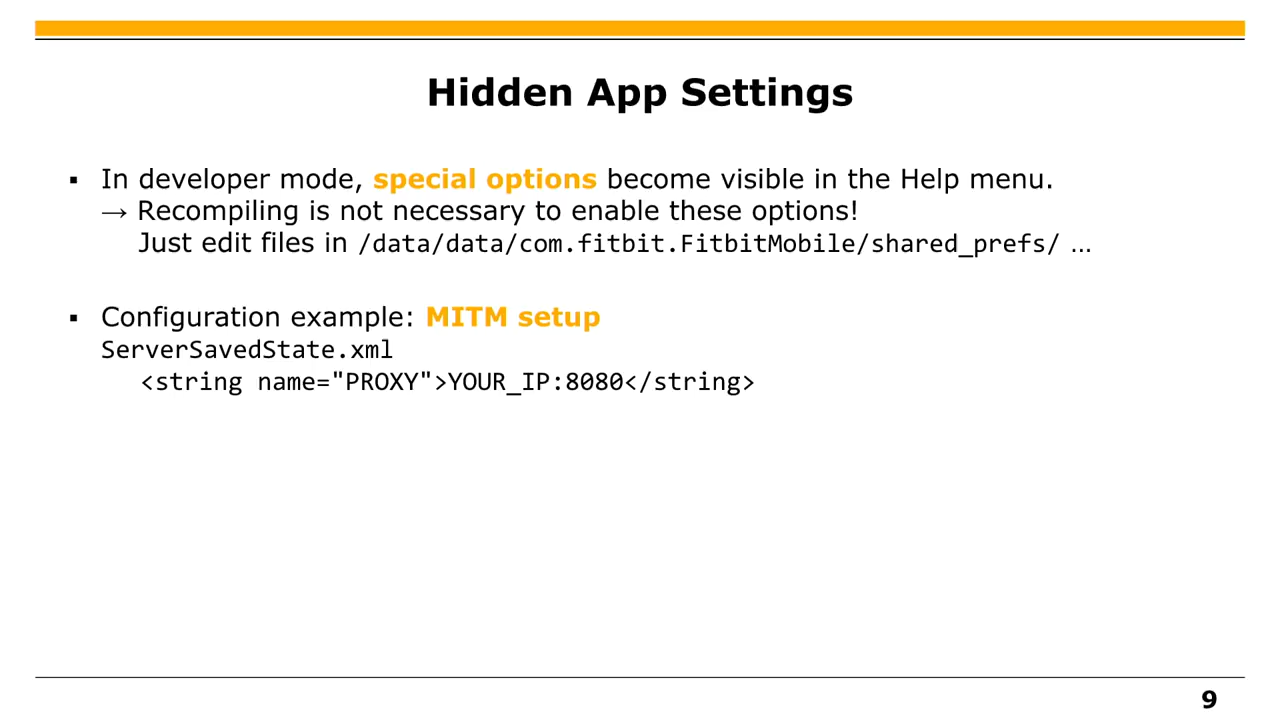 Hidden App Settings
▪ In developer mode, special options become visible in the Help menu.
→ Recompiling is not necessary to enable these options!
Just edit files in /data/data/com.fitbit.FitbitMobile/shared_prefs/ …
▪ Configuration example: MITM setup
ServerSavedState.xml
<string name="PROXY">YOUR_IP:8080</string>
9